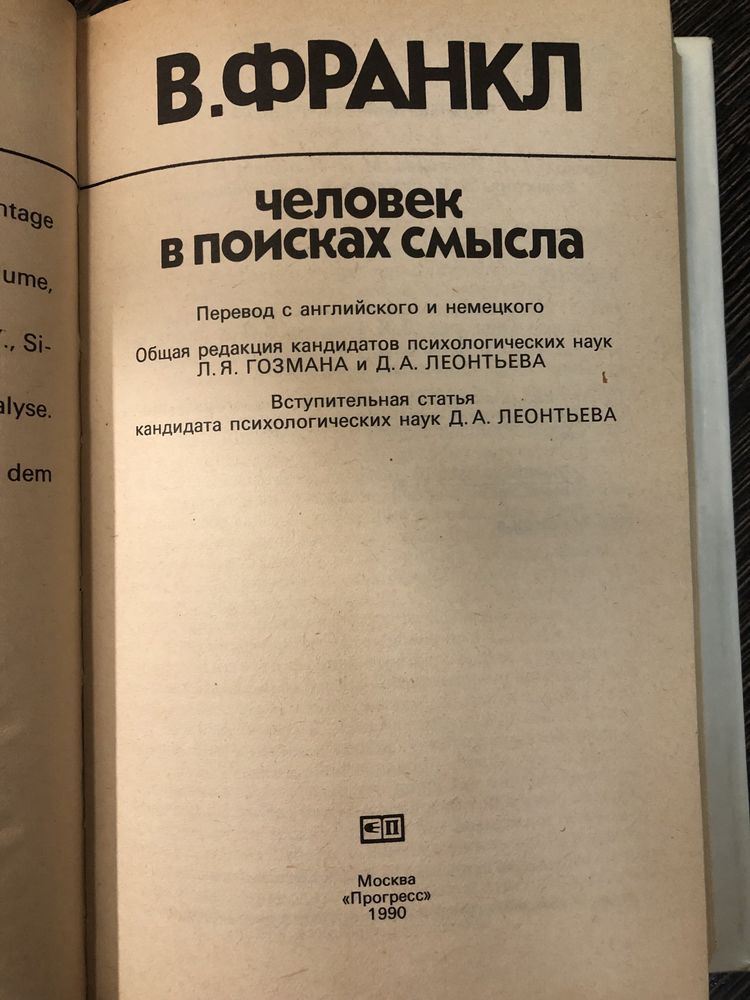 ntage
ume,
., Si-
alyse.
dem
В. ФРАНКЛ
человек
в поисках смысла
Перевод с английского и немецкого
Общая редакция кандидатов психологических наук
Л. Я. ГОЗМАНА и Д. А. ЛЕОНТЬЕВА
Вступительная статья
кандидата психологических наук Д. А. ЛЕОНТЬЕВА
Москва
«Прогресс»
1990